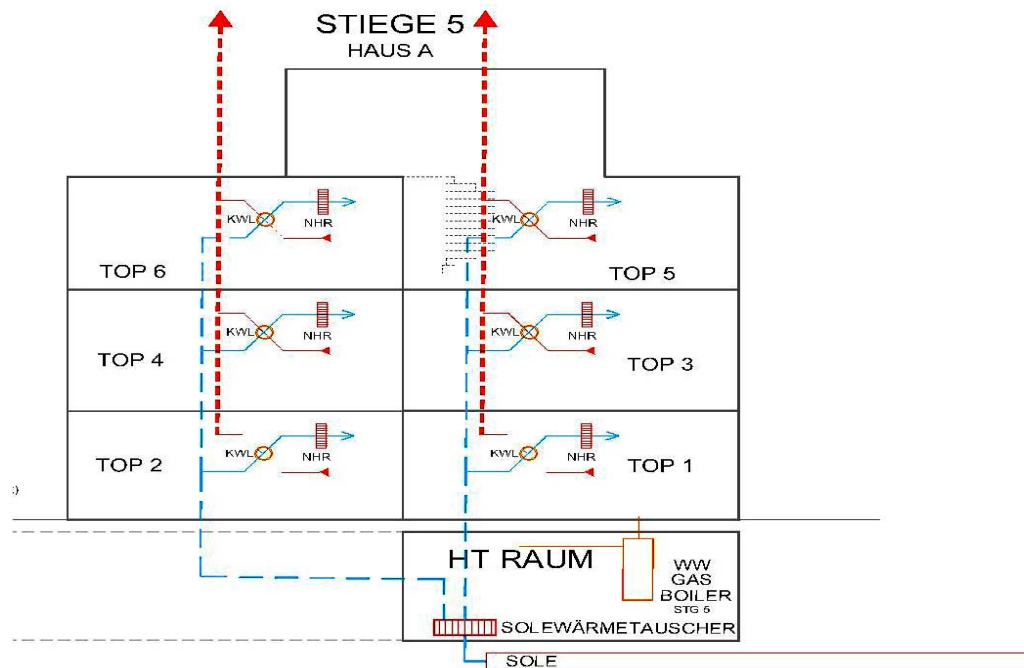 STIEGE 5
HAUS A
KWL
NHR
KWL
NHR
TOP 6
TOP 5
KWL
NHR
KWL
NHR
TOP 4
TOP 3
KWL
NHR
KWL
NHR
TOP 2
TOP 1
HT RAUM
WW
GAS
BOILER
STG 5
SOLEWÄRMETAUSCHER
SOLE